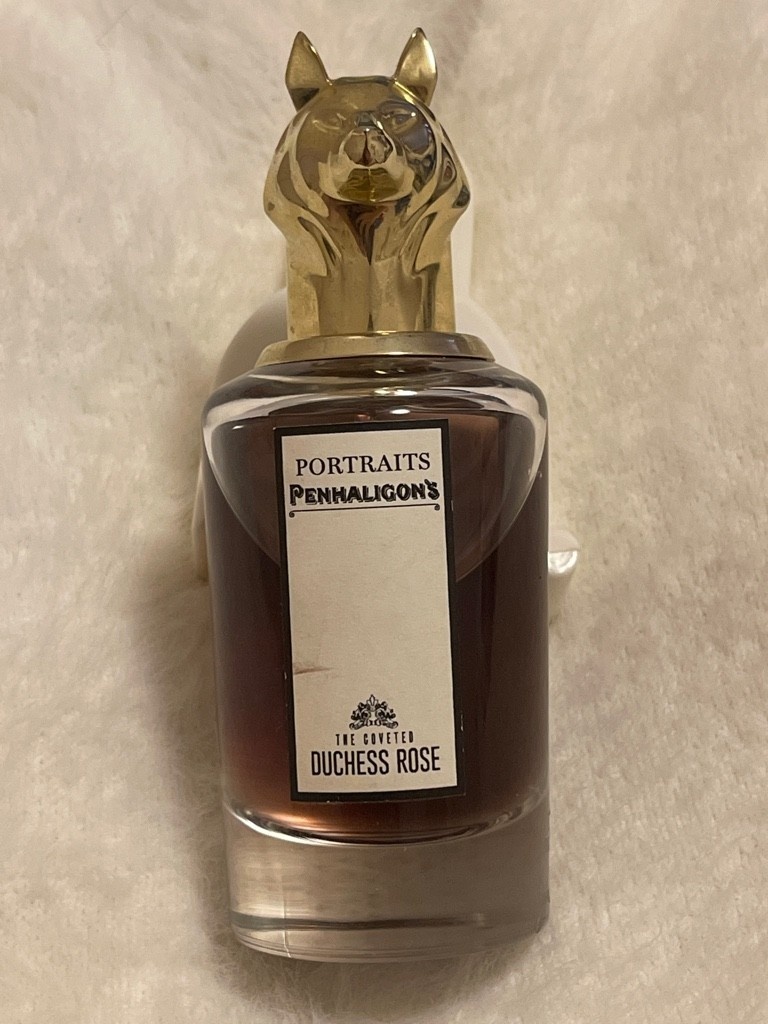 PORTRAITS
PENHALIGON'S
THE COVETED
DUCHESS ROSE